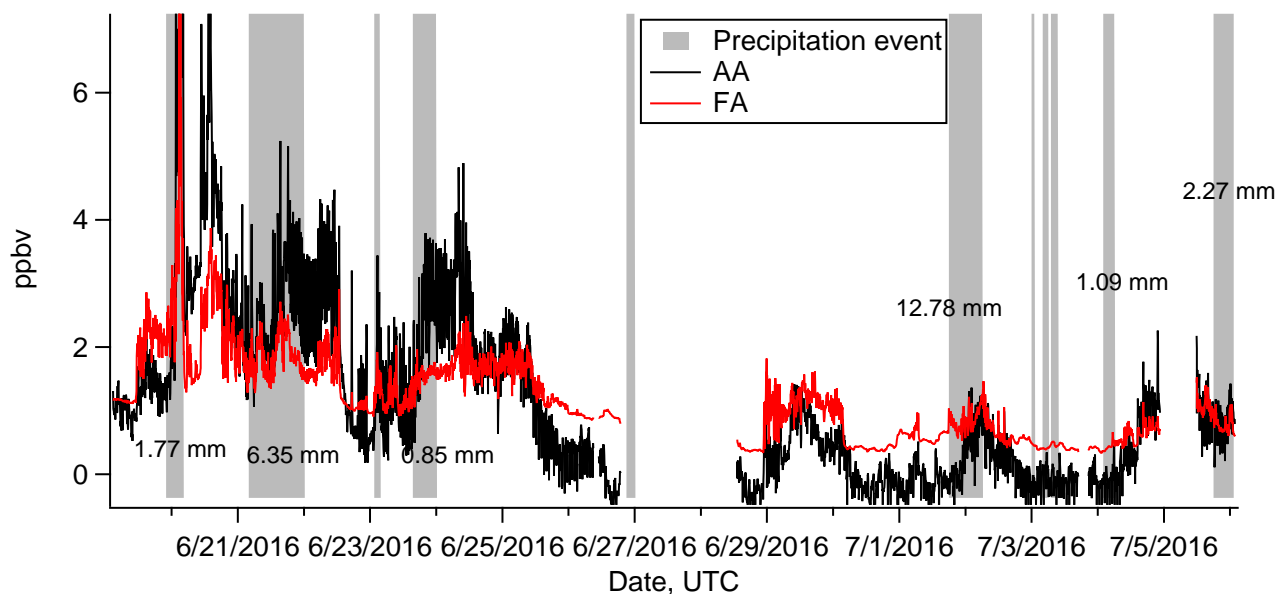 Precipitation event
AA
FA
6
4
2
0
ppbv
2.27 mm
1.09 mm
12.78 mm
1.77 mm
6.35 mm
0.85 mm
6/21/2016 6/23/2016 6/25/2016 6/27/2016 6/29/2016 7/1/2016 7/3/2016 7/5/2016
Date, UTC